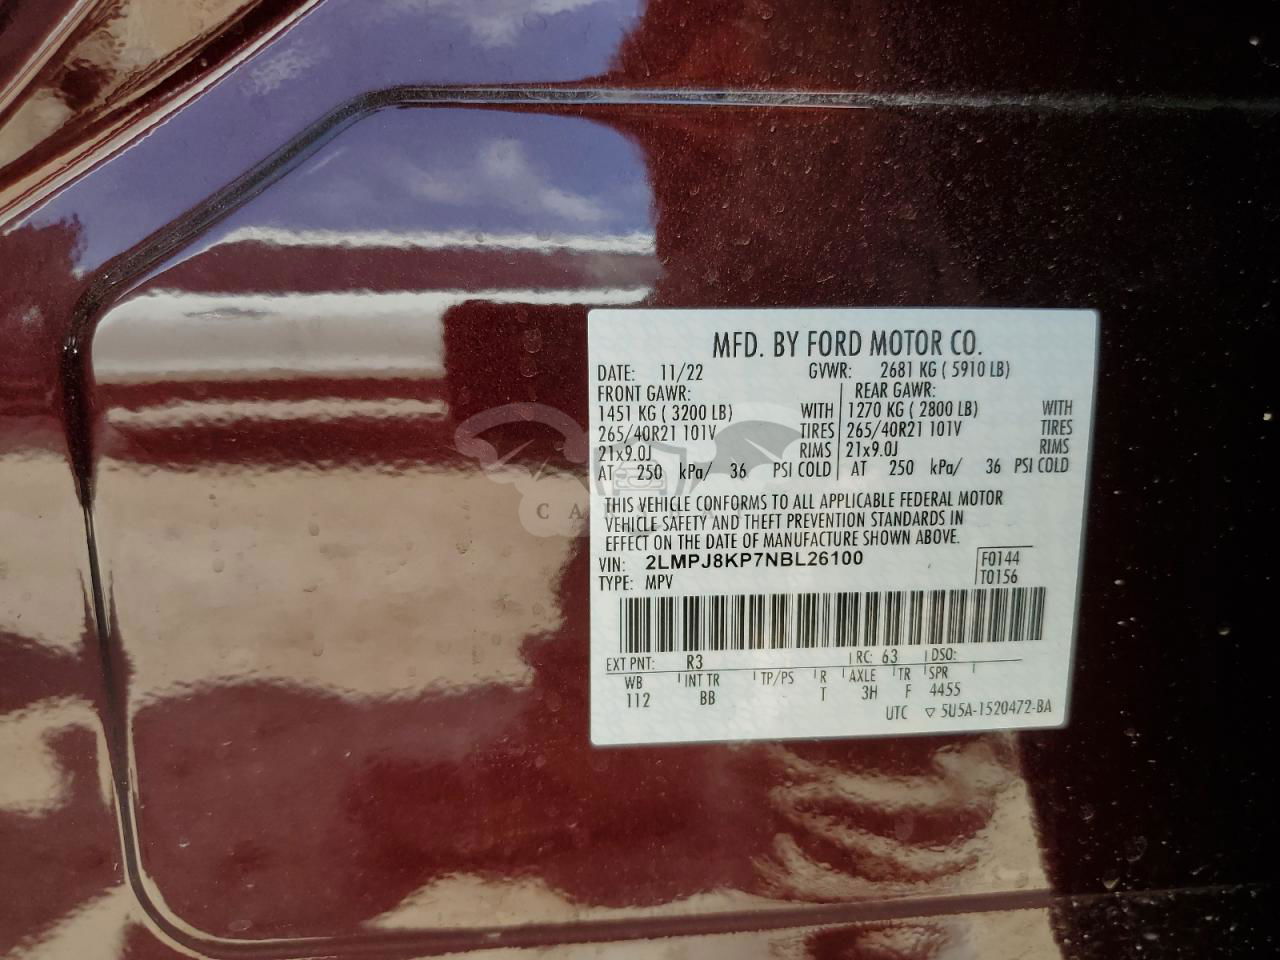 MFD. BY FORD MOTOR CO.
DATE: 11/22 GVWR: 2681 KG ( 5910 LB)
FRONT GAWR: REAR GAWR:
1451 KG ( 3200 LB) WITH 1270 KG ( 2800 LB) WITH
265/40R21 101V TIRES 265/40R21 101V TIRES
21x9.0J RIMS 21x9.0J RIMS
AT 250 kPa/ 36 PSI COLD AT 250 kPa/ 36 PSI COLD
THIS VEHICLE CONFORMS TO ALL APPLICABLE FEDERAL MOTOR
VEHICLE SAFETY AND THEFT PREVENTION STANDARDS IN
EFFECT ON THE DATE OF MANUFACTURE SHOWN ABOVE.
VIN: 2LMPJ8KP7NBL26100 F0144
TYPE: MPV T0156
EXT PNT: R3 RC: 63 DSO:
WB INT TR TP/PS R AXLE TR SPR
112 BB T 3H F 4455
UTC ▽ 5U5A-1520472-BA